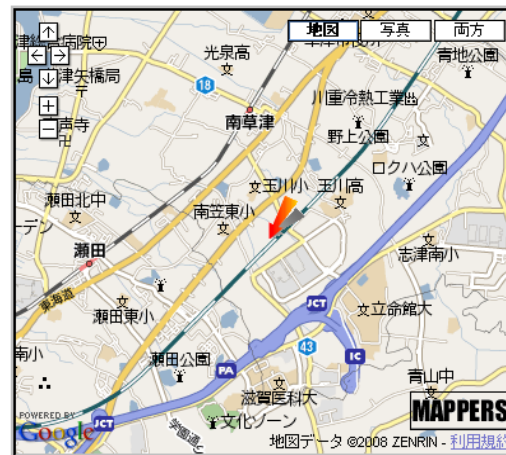 地図 写真 両方
光泉高
青地公園
津矢橋局
18
川重冷熱工業
南草津
野上公園
声寺
ロクハ公園
玉川小 玉川高
瀬田北中
南笠東小
瀬田
志津南小
東海道
JCT
立命館大
瀬田東小
南小
43
瀬田公園
IC
PA
青山中
滋賀医科大
MAPPERS
POWERED BY
Google
JCT
文化ゾーン
地図データ ©2008 ZENRIN - 利用規約